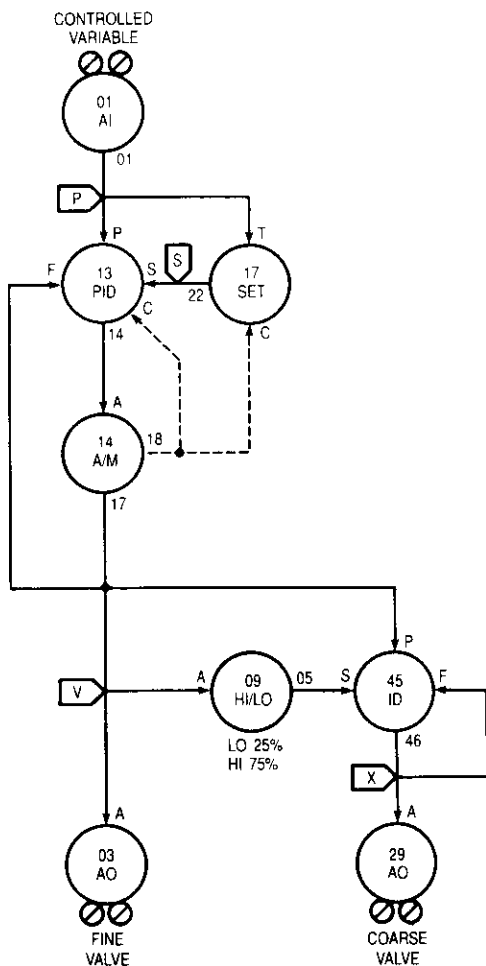 CONTROLLED
VARIABLE
01
AI
01
P
P
T
F
13
PID
S
S
22
17
SET
C
C
14
A
14
A/M
18
17
P
V
A
09
HI/LO
05
S
45
ID
F
LO 25%
HI 75%
46
X
A
A
03
AO
29
AO
FINE
VALVE
COARSE
VALVE